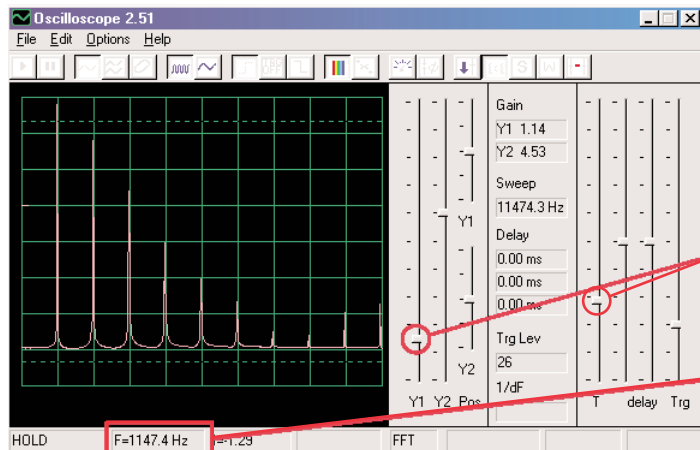 Oscilloscope 2.51
File Edit Options Help
Gain
Y1 1.14
Y2 4.53
Sweep
11474.3 Hz
Delay
0.00 ms
0.00 ms
0.00 ms
Trg Lev
26
1/dF
Y1
Y2
Y1 Y2 Pos
T delay Trg
HOLD F=1147.4 Hz =-1.29 FFT